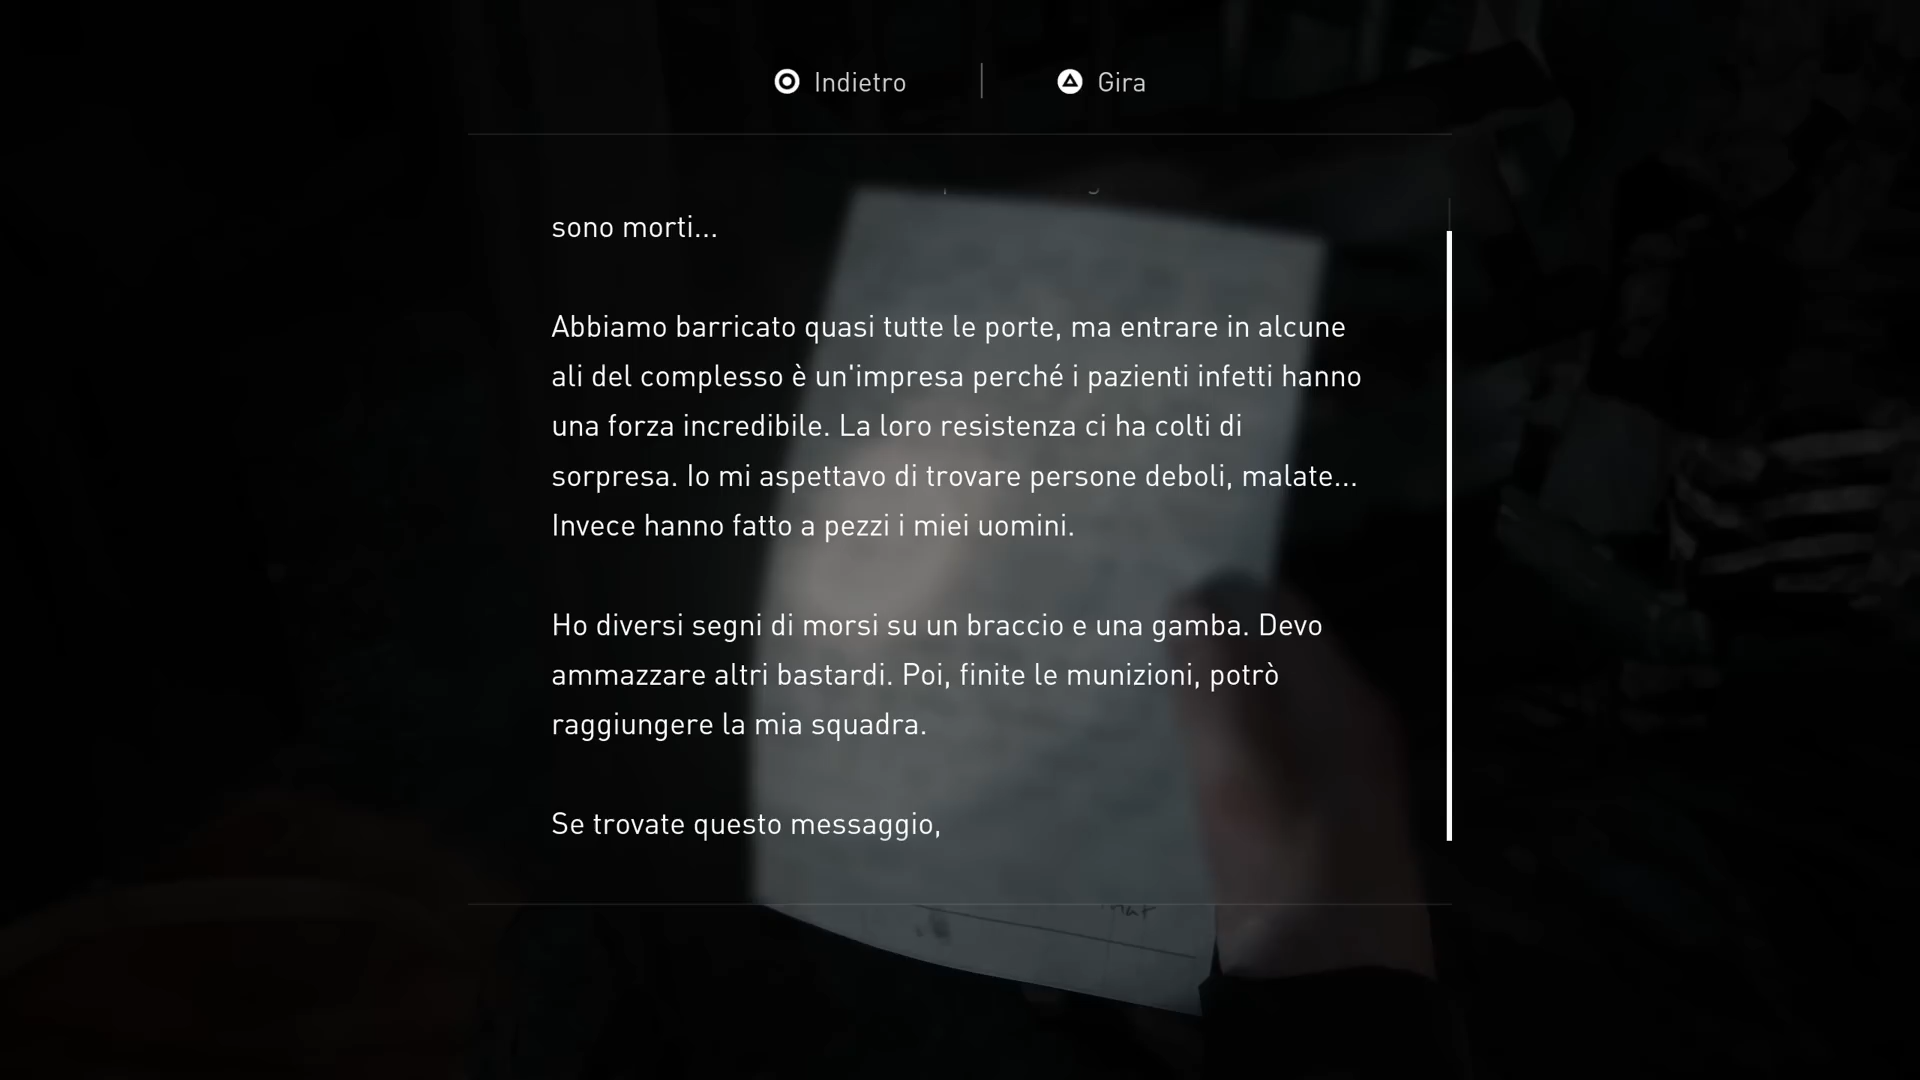 Indietro
Gira
sono morti...
Abbiamo barricato quasi tutte le porte, ma entrare in alcune
ali del complesso è un'impresa perché i pazienti infetti hanno
una forza incredibile. La loro resistenza ci ha colti di
sorpresa. Io mi aspettavo di trovare persone deboli, malate...
Invece hanno fatto a pezzi i miei uomini.
Ho diversi segni di morsi su un braccio e una gamba. Devo
ammazzare altri bastardi. Poi, finite le munizioni, potrò
raggiungere la mia squadra.
Se trovate questo messaggio,